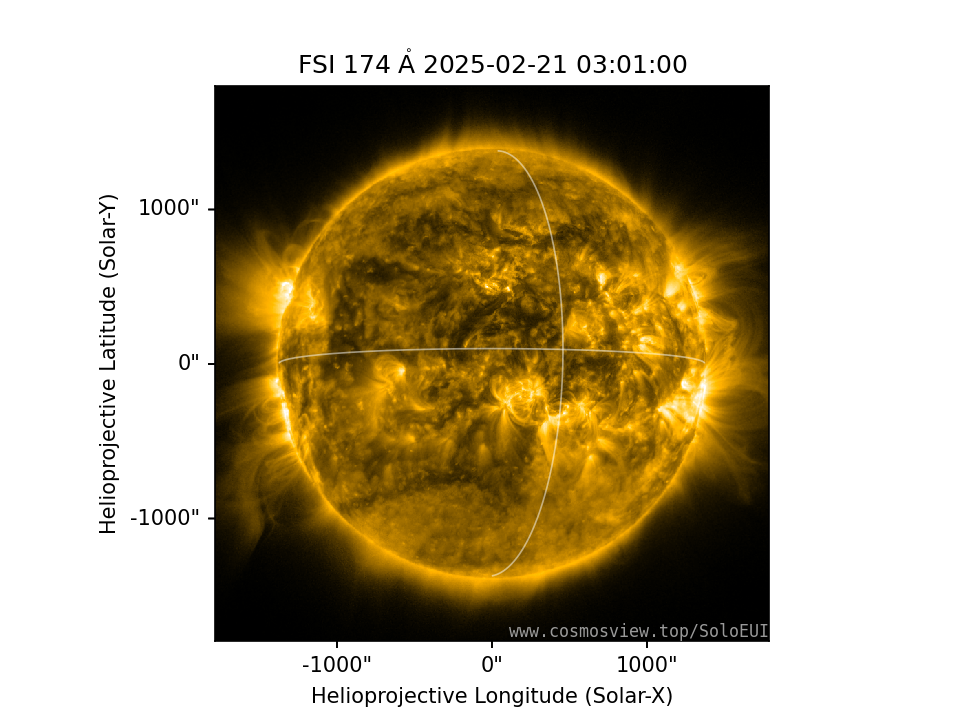 FSI 174 Å 2025-02-21 03:01:00
Helioprojective Latitude (Solar-Y)
1000"
0"
-1000"
www.cosmosview.top/SoloEUI
-1000" 0" 1000"
Helioprojective Longitude (Solar-X)